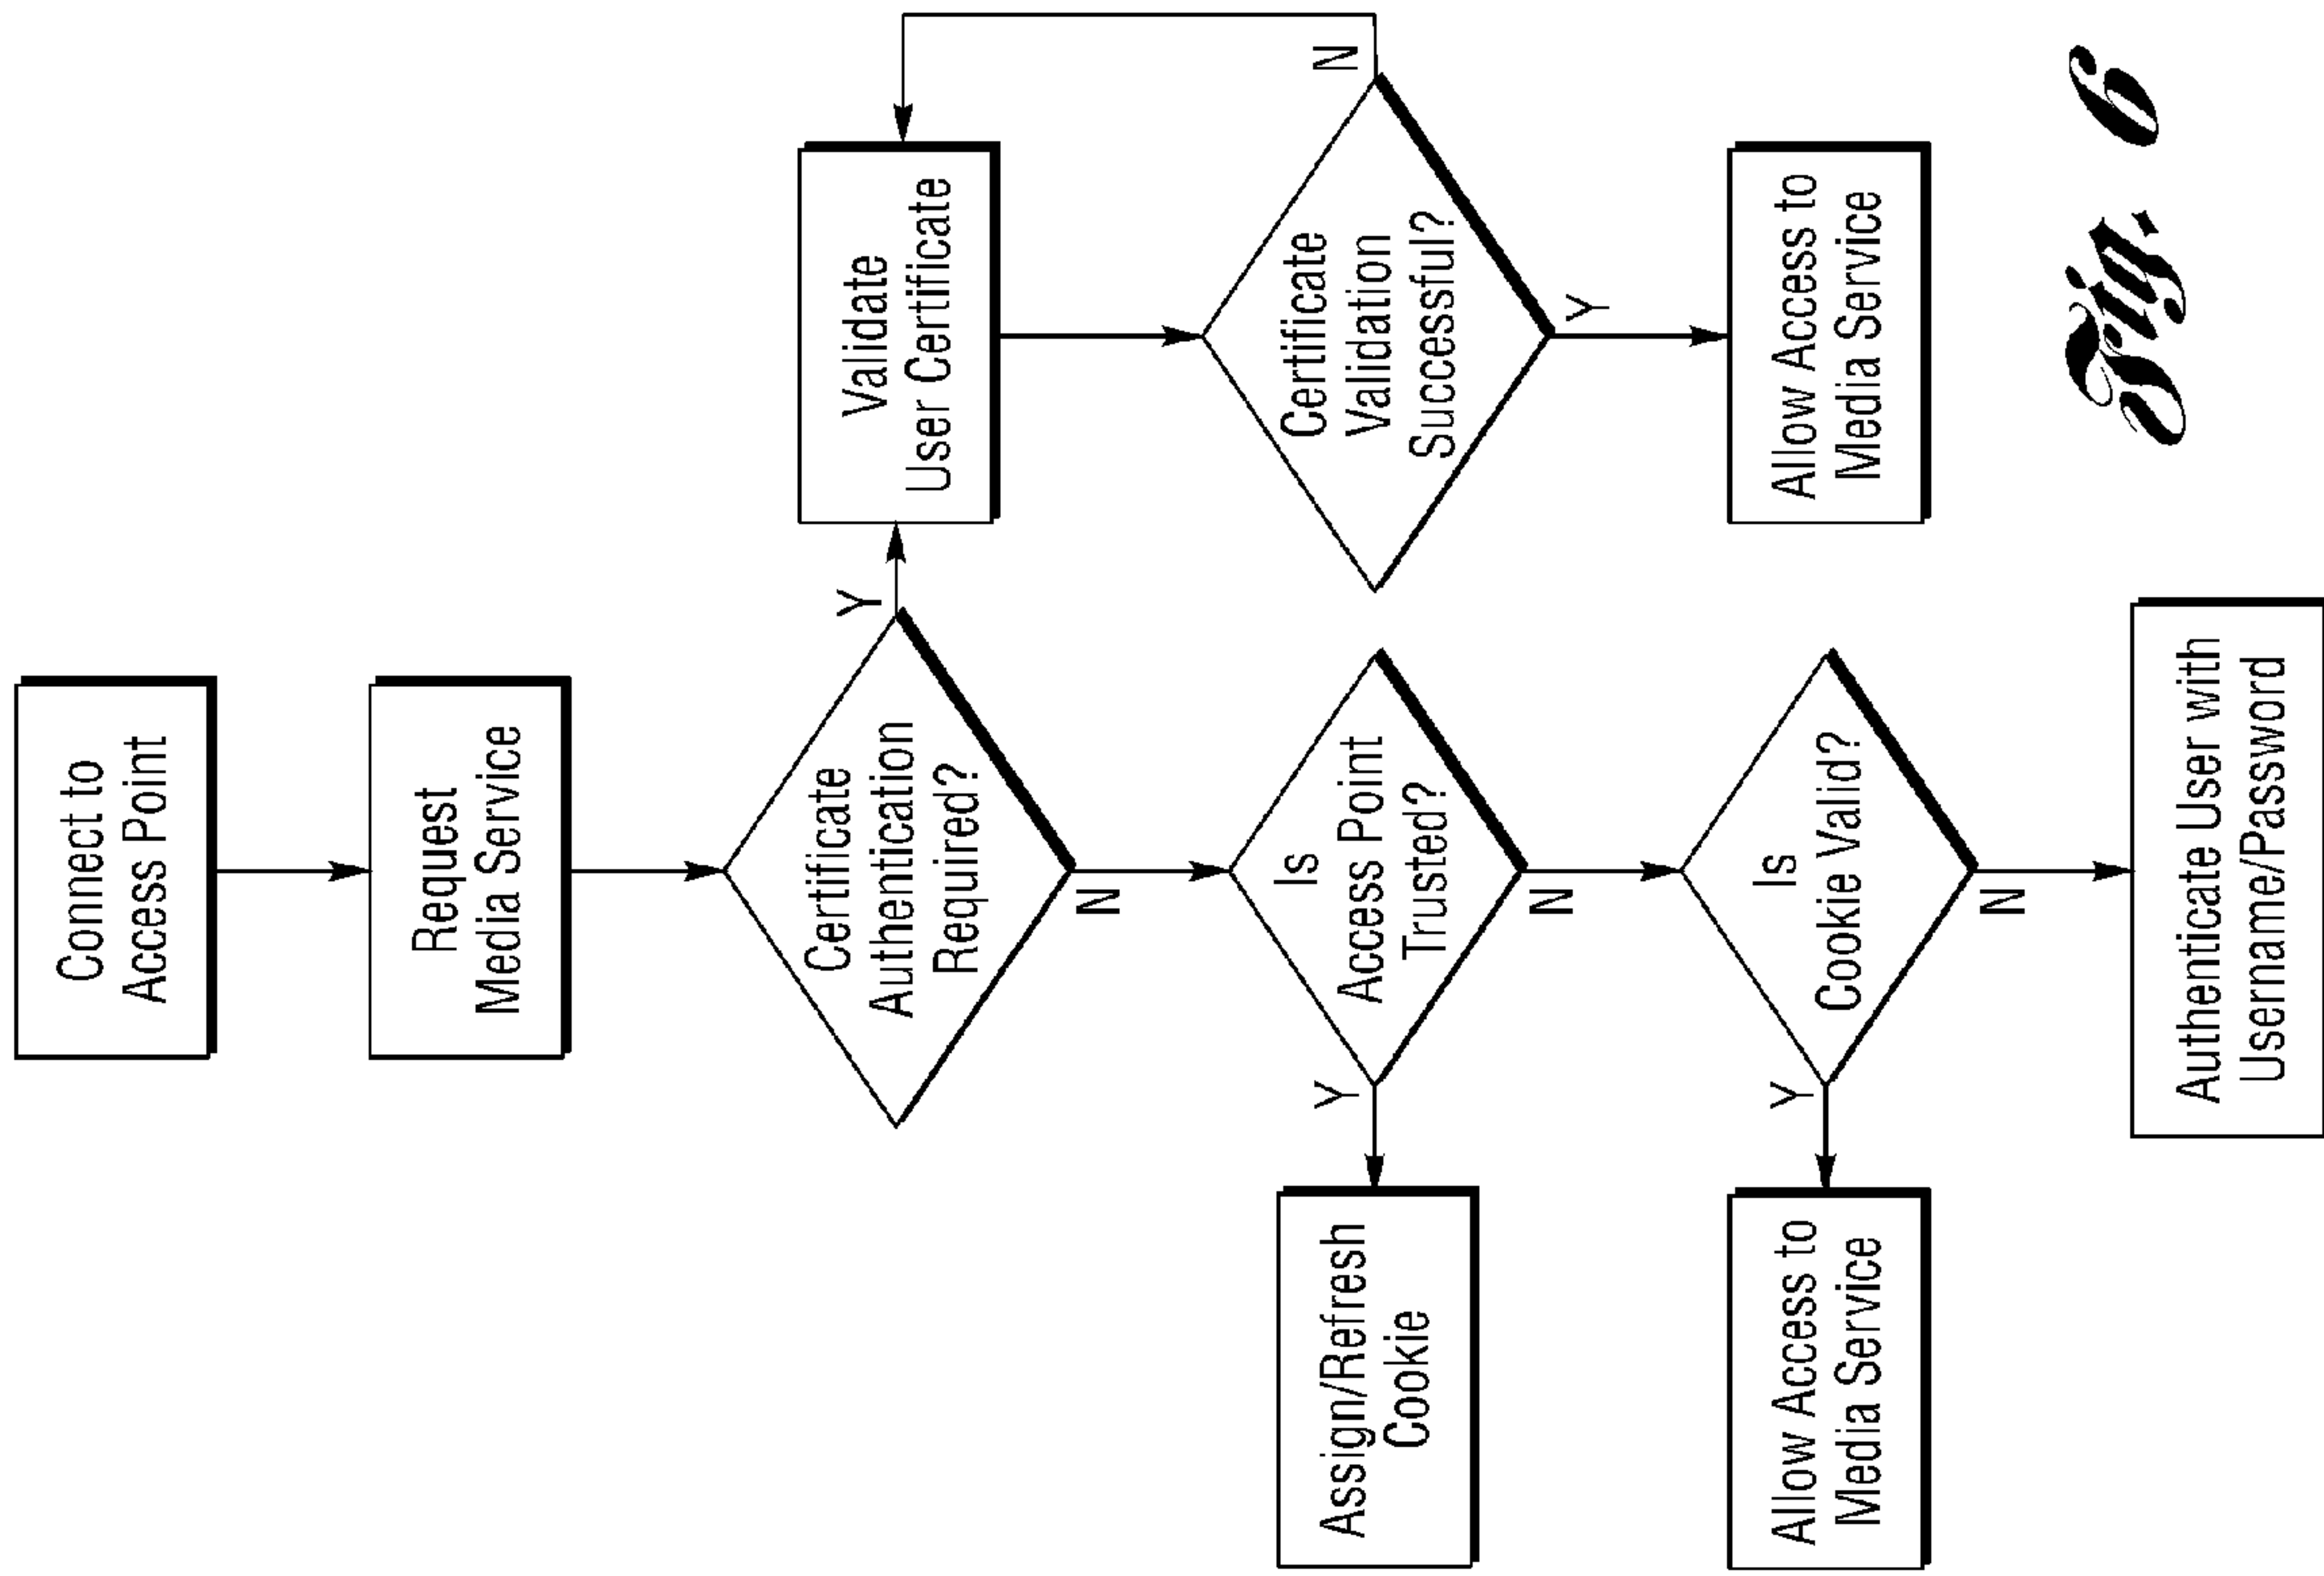 Connect to
Access Point
Request
Media Service
Certificate
Authentication
Required?
Y
N
Validate
User Certificate
Certificate
Validation
Successful?
N
Y
Allow Access to
Media Service
Is
Access Point
Trusted?
Y
N
Assign/Refresh
Cookie
Is
Cookie Valid?
Y
N
Allow Access to
Media Service
Authenticate User with
Username/Password
Fig. 6